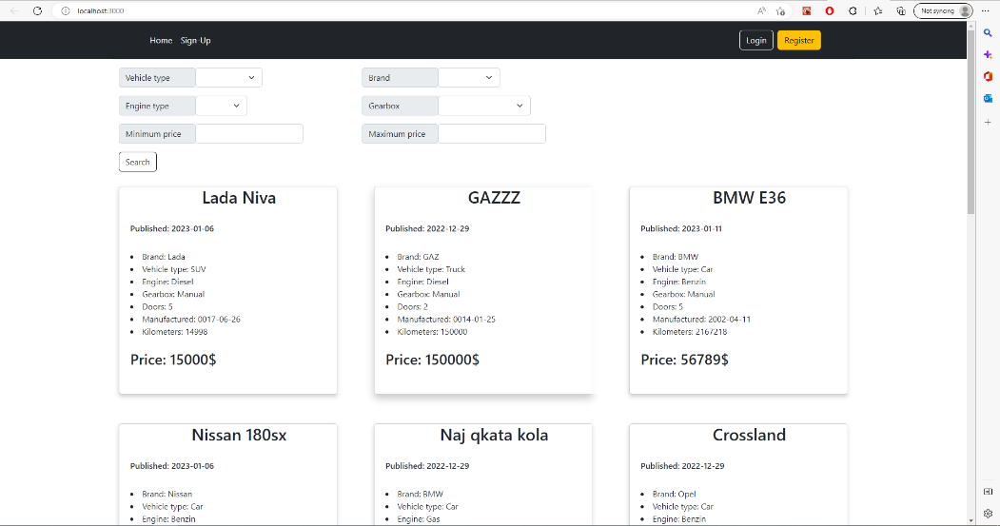 localhost:3000
Not syncing
Home Sign-Up Login Register
Vehicle type Brand
Engine type Gearbox
Minimum price Maximum price
Search
Lada Niva
Published: 2023-01-06
Brand: Lada
Vehicle type: SUV
Engine: Diesel
Gearbox: Manual
Doors: 5
Manufactured: 0017-06-26
Kilometers: 14998
Price: 15000$
GAZZZ
Published: 2022-12-29
Brand: GAZ
Vehicle type: Truck
Engine: Diesel
Gearbox: Manual
Doors: 2
Manufactured: 0014-01-25
Kilometers: 150000
Price: 150000$
BMW E36
Published: 2023-01-11
Brand: BMW
Vehicle type: Car
Engine: Benzin
Gearbox: Manual
Doors: 5
Manufactured: 2002-04-11
Kilometers: 2167218
Price: 56789$
Nissan 180sx
Published: 2023-01-06
Brand: Nissan
Vehicle type: Car
Engine: Benzin
Naj qkata kola
Published: 2022-12-29
Brand: BMW
Vehicle type: Car
Engine: Gas
Crossland
Published: 2022-12-29
Brand: Opel
Vehicle type: Car
Engine: Benzin